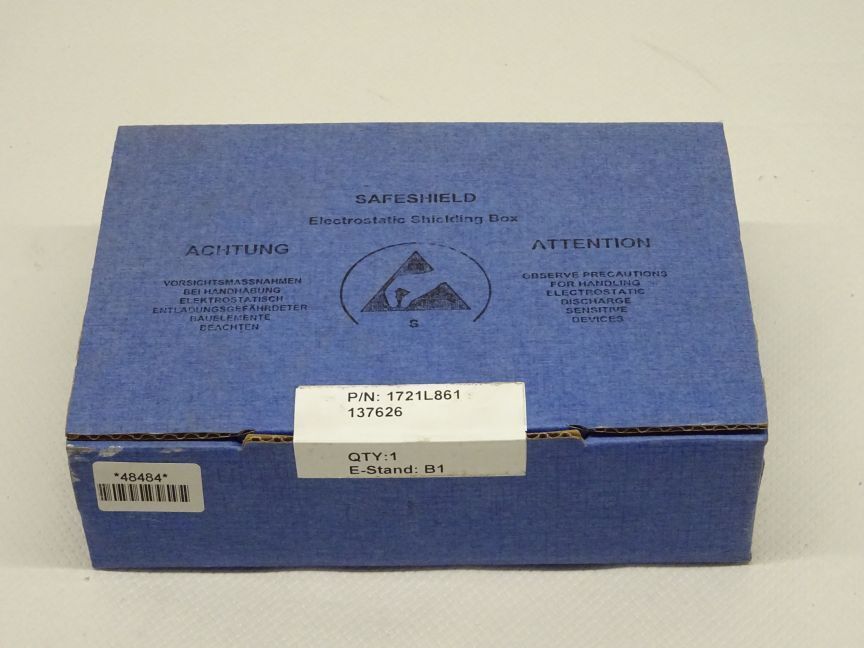 SAFESHIELD
Electrostatic Shielding Box
ACHTUNG
VORSICHTSMASSNAHMEN
BEI HANDHABUNG
ELEKTROSTATISCH
ENTLADUNGSGEFÄHRDETER
BAUELEMENTE
BEACHTEN
S
ATTENTION
OBSERVE PRECAUTIONS
FOR HANDLING
ELECTROSTATIC
DISCHARGE
SENSITIVE
DEVICES
P/N: 1721L861
137626
QTY:1
E-Stand: B1
*48484*